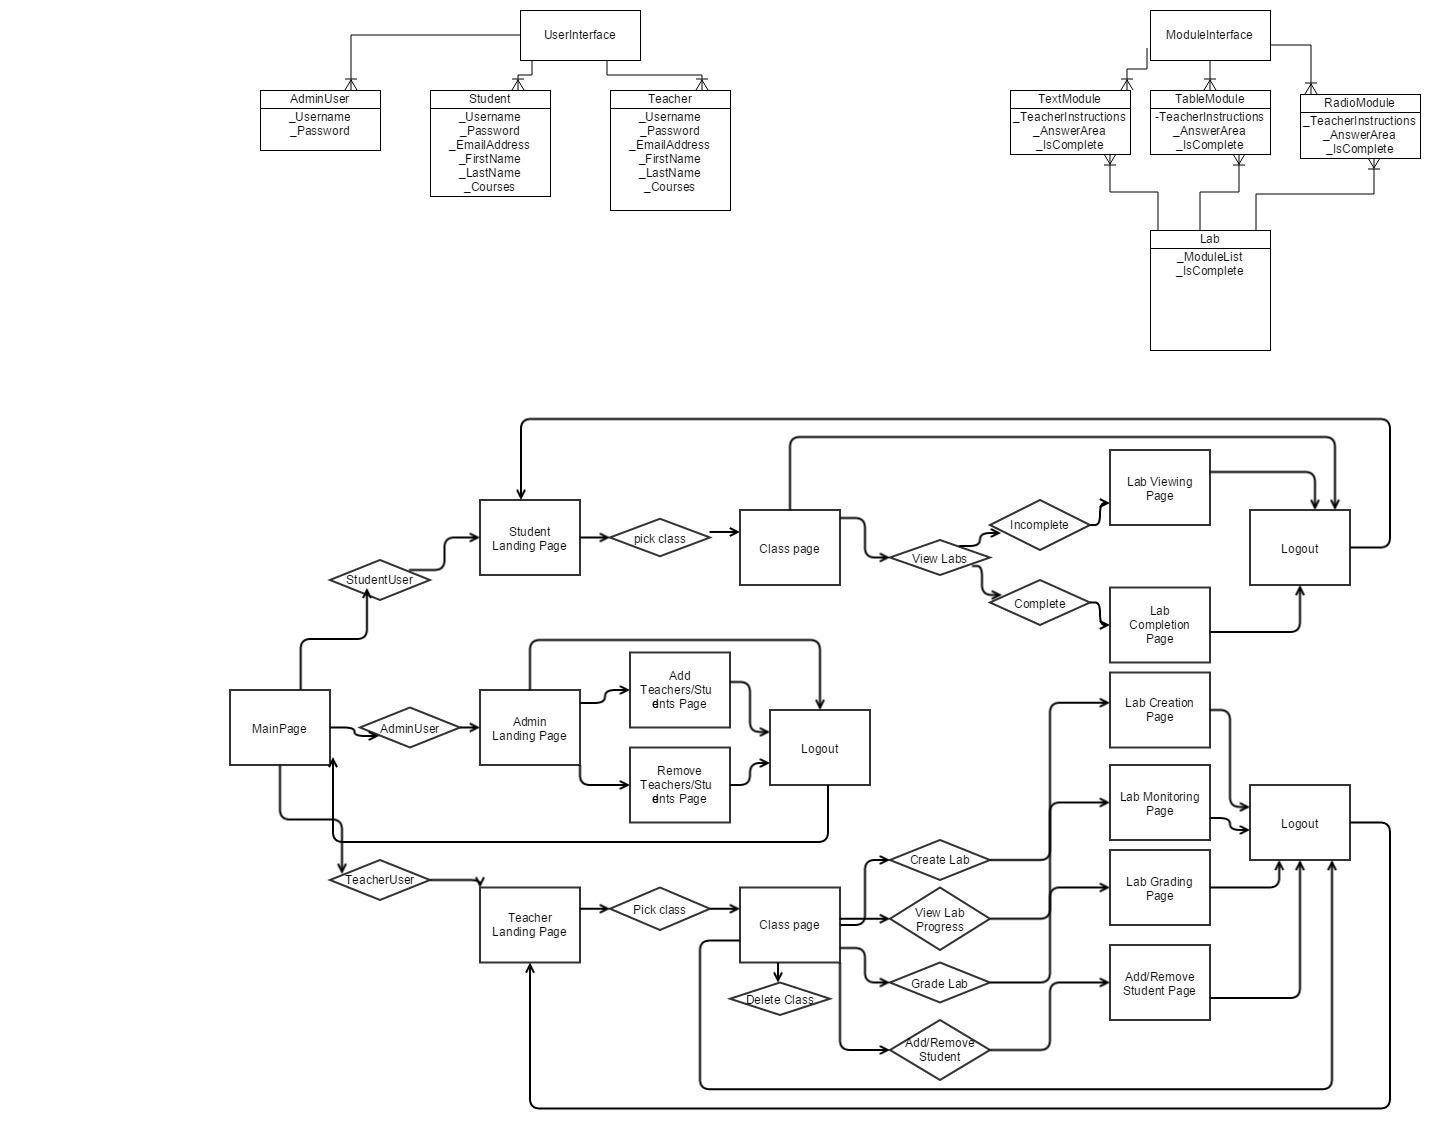 UserInterface
AdminUser
_Username
_Password
Student
_Username
_Password
_EmailAddress
_FirstName
_LastName
_Courses
Teacher
_Username
_Password
_EmailAddress
_FirstName
_LastName
_Courses
ModuleInterface
TextModule
_TeacherInstructions
_AnswerArea
_IsComplete
TableModule
-TeacherInstructions
_AnswerArea
_IsComplete
RadioModule
_TeacherInstructions
_AnswerArea
_IsComplete
Lab
_ModuleList
_IsComplete
StudentUser
Student
Landing Page
pick class
Class page
View Labs
Incomplete
Complete
Lab Viewing
Page
Lab
Completion
Page
Logout
MainPage
AdminUser
Admin
Landing Page
Add
Teachers/Stu
dnts Page
Remove
Teachers/Stu
dnts Page
Logout
TeacherUser
Teacher
Landing Page
Pick class
Class page
Delete Class
Create Lab
View Lab
Progress
Grade Lab
Add/Remove
Student
Lab Creation
Page
Lab Monitoring
Page
Lab Grading
Page
Add/Remove
Student Page
Logout